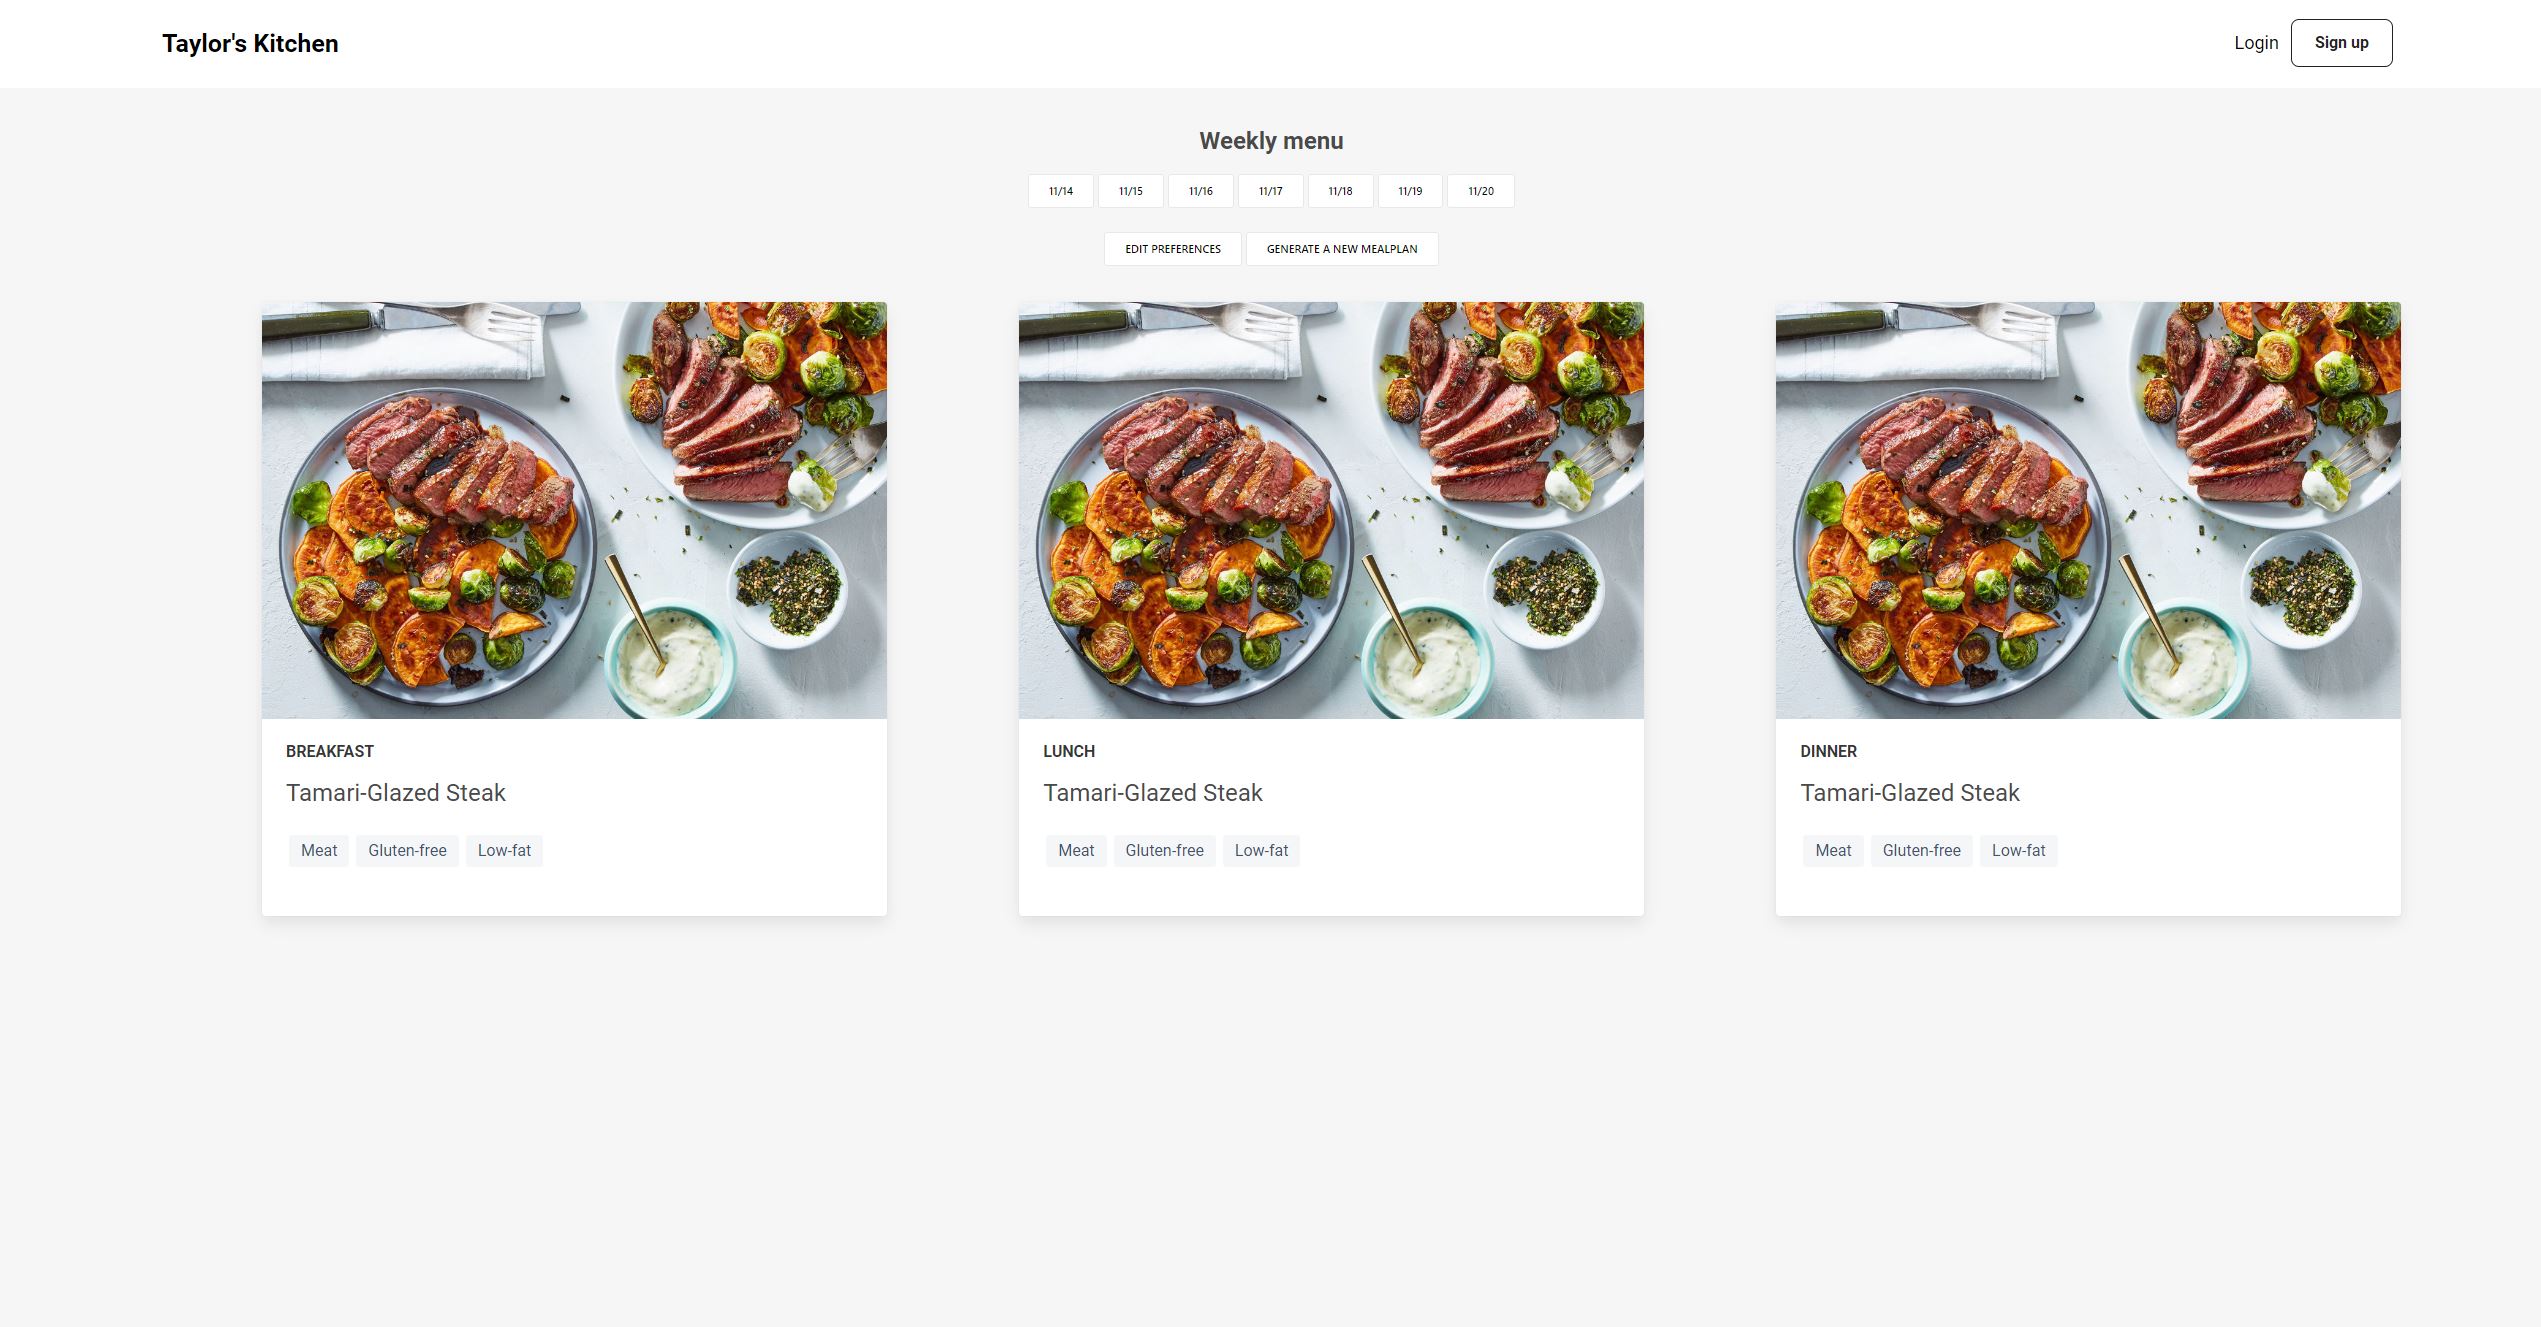 Taylor's Kitchen
Login Sign up
Weekly menu
11/14 11/15 11/16 11/17 11/18 11/19 11/20
EDIT PREFERENCES GENERATE A NEW MEALPLAN
BREAKFAST
Tamari-Glazed Steak
Meat Gluten-free Low-fat
LUNCH
Tamari-Glazed Steak
Meat Gluten-free Low-fat
DINNER
Tamari-Glazed Steak
Meat Gluten-free Low-fat